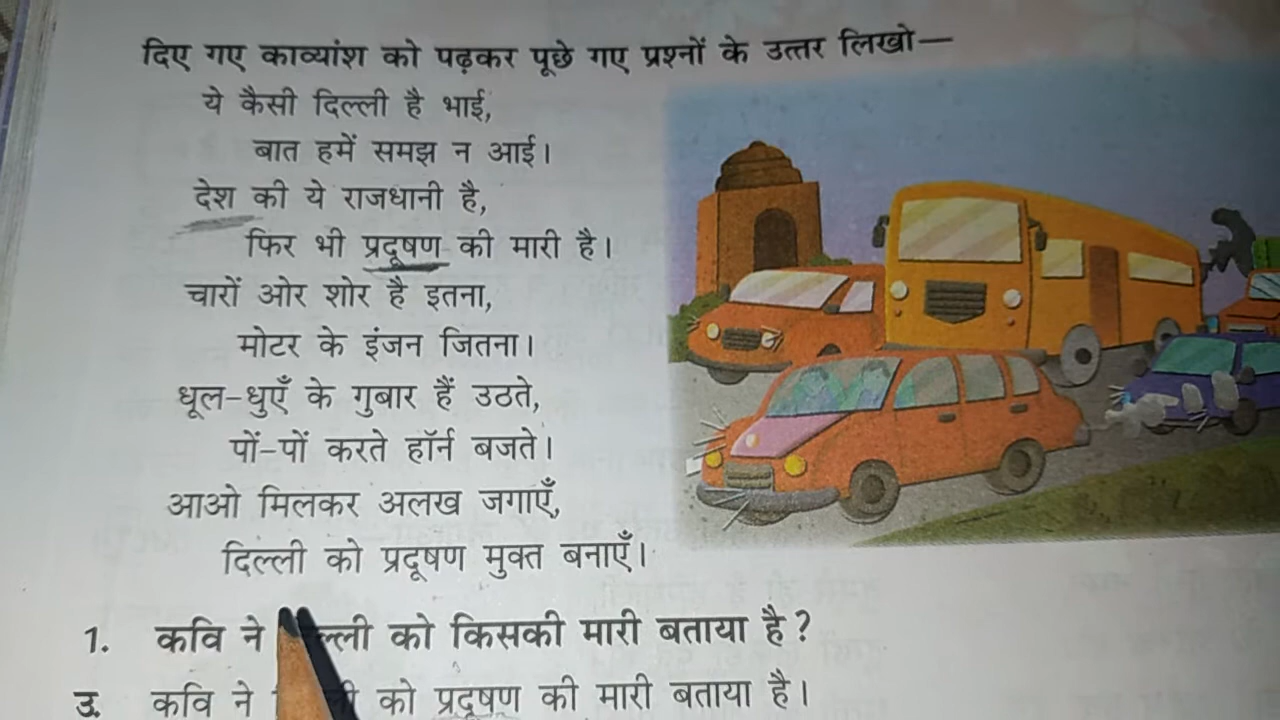 दिए गए काव्यांश को पढ़कर पूछे गए प्रश्नों के उत्तर लिखो—
ये कैसी दिल्ली है भाई,
बात हमें समझ न आई।
देश की ये राजधानी है,
फिर भी प्रदूषण की मारी है।
चारों ओर शोर है इतना,
मोटर के इंजन जितना।
धूल-धुएँ के गुबार हैं उठते,
पों-पों करते हॉर्न बजते।
आओ मिलकर अलख जगाएँ,
दिल्ली को प्रदूषण मुक्त बनाएँ।
1. कवि ने को किसकी मारी बताया है?
उ. कवि ने को प्रदूषण की मारी बताया है।